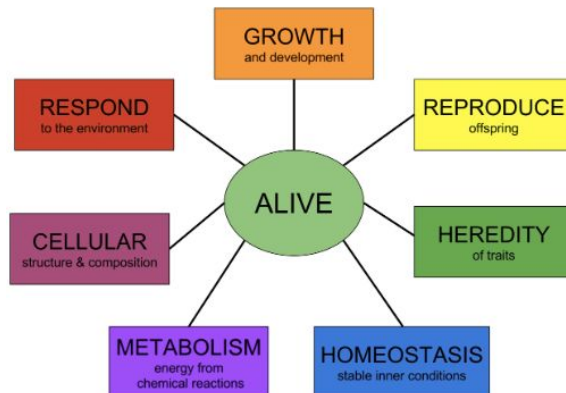 GROWTH
and development
RESPOND
to the environment
REPRODUCE
offspring
ALIVE
CELLULAR
structure & composition
HEREDITY
of traits
METABOLISM
energy from
chemical reactions
HOMEOSTASIS
stable inner conditions